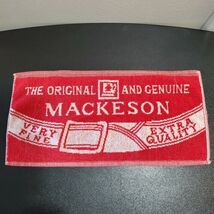 THE ORIGINAL AND GENUINE
MACKESON
VERY FINE
EXTRA QUALITY